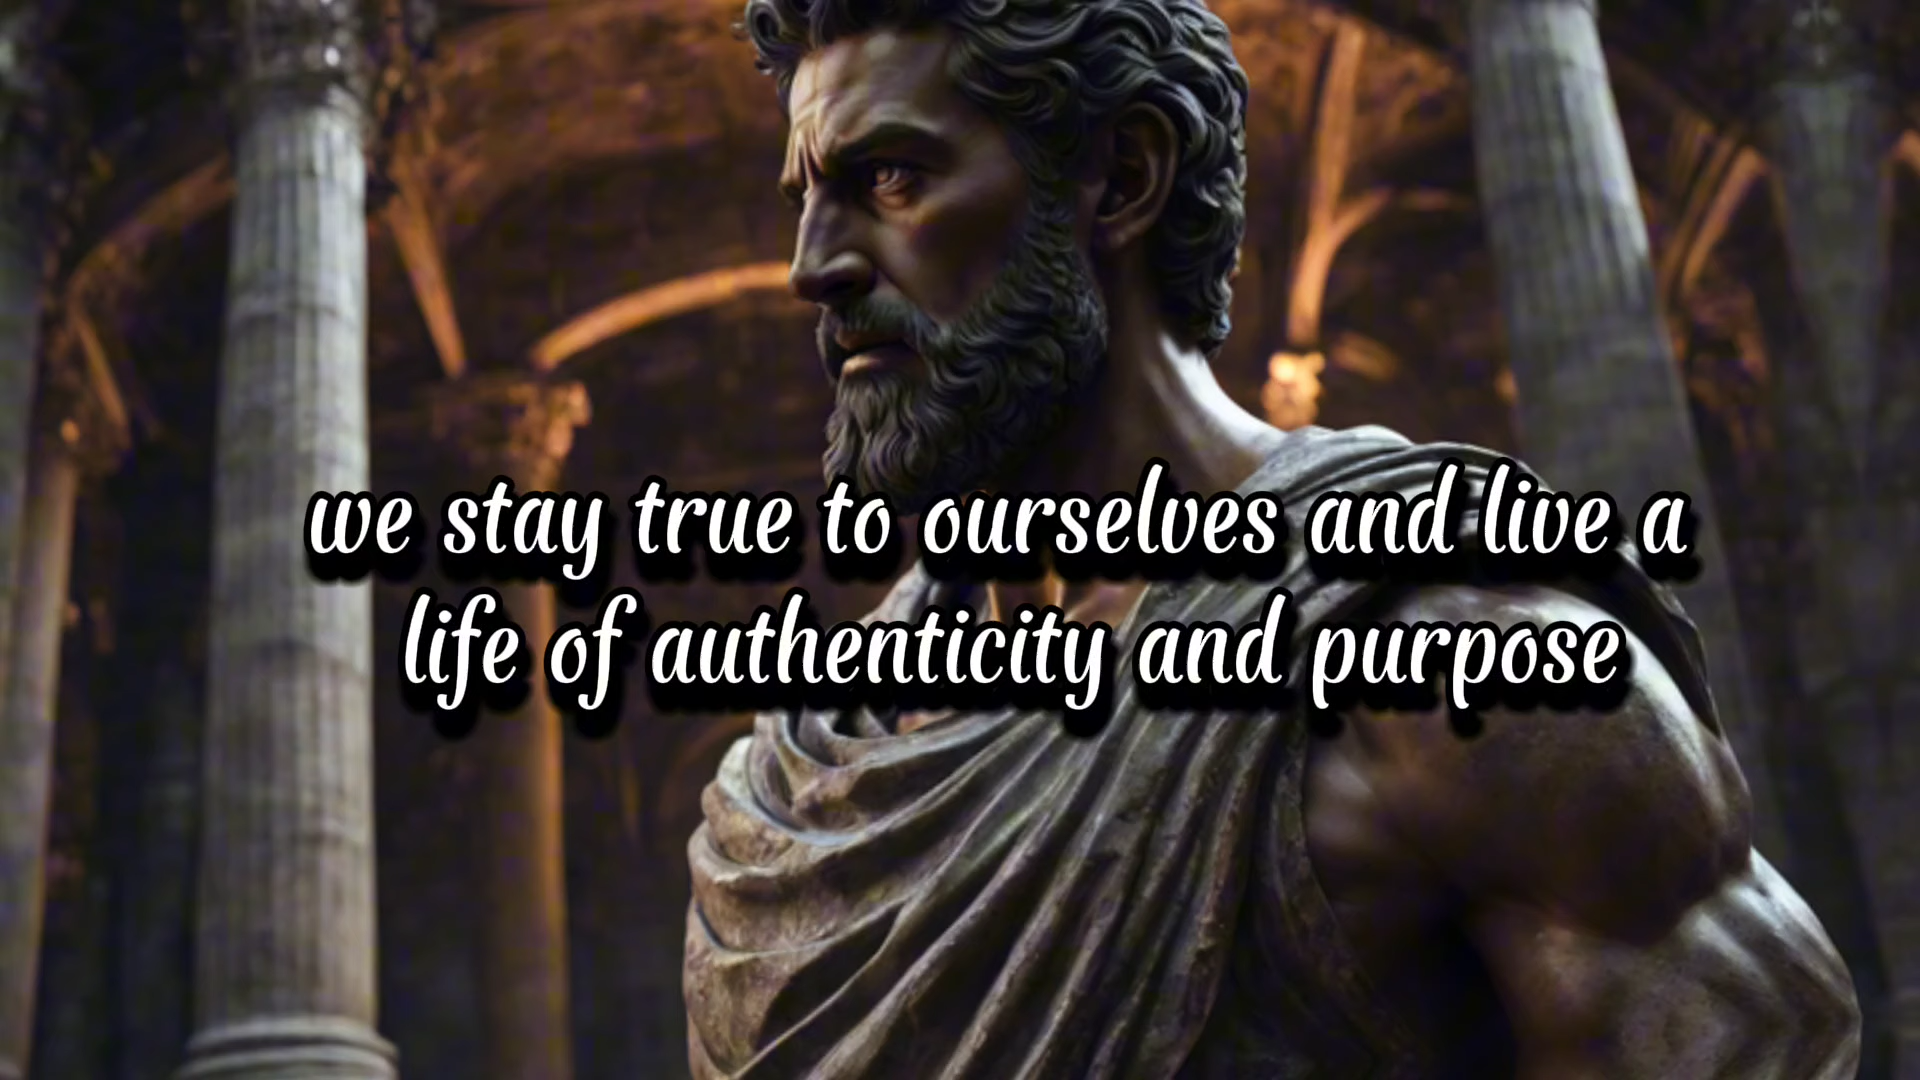 we stay true to ourselves and live a
life of authenticity and purpose